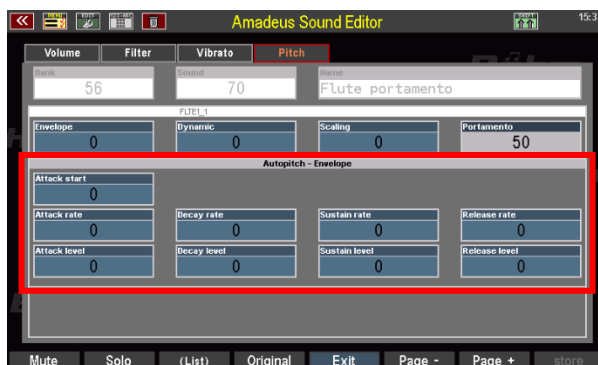 Amadeus Sound Editor
Volume Filter Vibrato Pitch
Bank Sound Name
56 70 Flute portamento
FLTE1_1
Envelope Dynamic Scaling Portamento
0 0 0 50
Autopitch - Envelope
Attack start
0
Attack rate Decay rate Sustain rate Release rate
0 0 0 0
Attack level Decay level Sustain level Release level
0 0 0 0
Mute Solo (List) Original Exit Page - Page + store